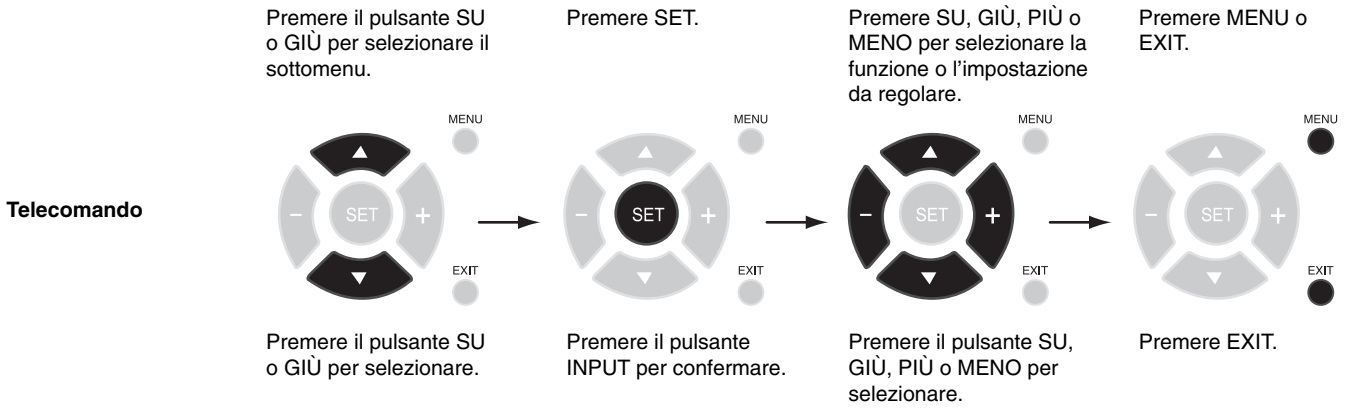 Premere il pulsante SU
o GIÙ per selezionare il
sottomenu.
Premere SET.
Premere SU, GIÙ, PIÙ o
MENO per selezionare la
funzione o l'impostazione
da regolare.
Premere MENU o
EXIT.
Telecomando
MENU
SET
EXIT
MENU
SET
EXIT
MENU
SET
EXIT
MENU
SET
EXIT
Premere il pulsante SU
o GIÙ per selezionare.
Premere il pulsante
INPUT per confermare.
Premere il pulsante SU,
GIÙ, PIÙ o MENO per
selezionare.
Premere EXIT.